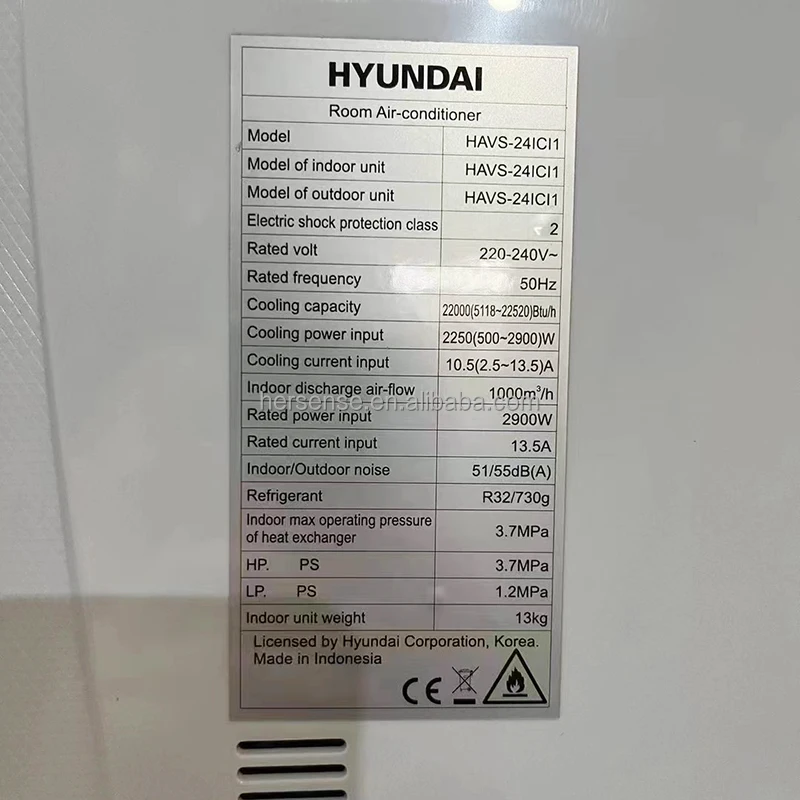 HYUNDAI
Room Air-conditioner
Model HAVS-24ICI1
Model of indoor unit HAVS-24ICI1
Model of outdoor unit HAVS-24ICI1
Electric shock protection class 2
Rated volt 220-240V~
Rated frequency 50Hz
Cooling capacity 22000(5118~22520)Btu/h
Cooling power input 2250(500~2900)W
Cooling current input 10.5(2.5~13.5)A
Indoor discharge air-flow 1000m³/h
hersense.en.alibaba.com
Rated power input 2900W
Rated current input 13.5A
Indoor/Outdoor noise 51/55dB(A)
Refrigerant R32/730g
Indoor max operating pressure
of heat exchanger 3.7MPa
HP. PS 3.7MPa
LP. PS 1.2MPa
Indoor unit weight 13kg
Licensed by Hyundai Corporation, Korea.
Made in Indonesia
CE